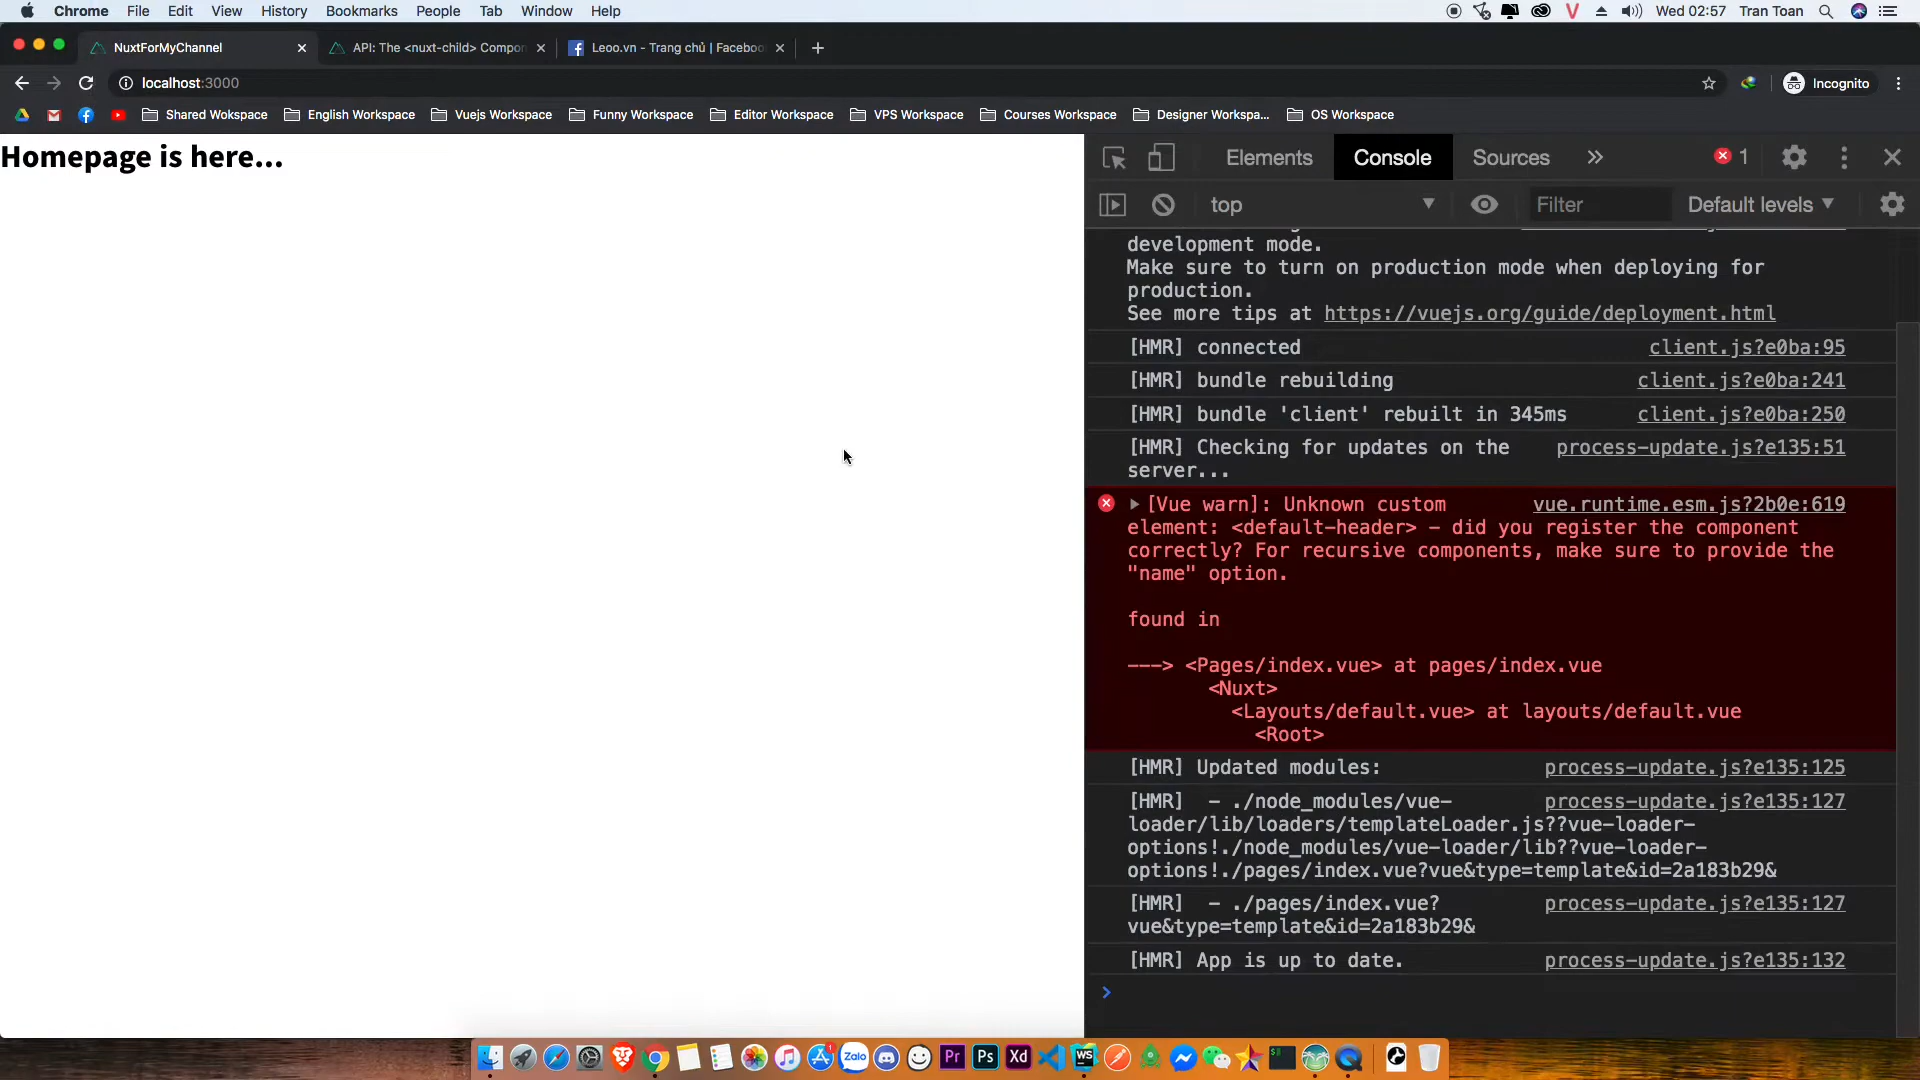 Chrome File Edit View History Bookmarks People Tab Window Help Wed 02:57 Tran Toan
NuxtForMyChannel API: The <nuxt-child> Compon Leoo.vn - Trang chủ | Faceboo
localhost:3000 Incognito
Shared Wokspace English Workspace Vuejs Workspace Funny Workspace Editor Workspace VPS Workspace Courses Workspace Designer Workspa... OS Workspace
Homepage is here...
Elements Console Sources 1
top Filter Default levels
development mode.
Make sure to turn on production mode when deploying for
production.
See more tips at https://vuejs.org/guide/deployment.html
[HMR] connected client.js?e0ba:95
[HMR] bundle rebuilding client.js?e0ba:241
[HMR] bundle 'client' rebuilt in 345ms client.js?e0ba:250
[HMR] Checking for updates on the process-update.js?e135:51
server...
[Vue warn]: Unknown custom vue.runtime.esm.js?2b0e:619
element: <default-header> - did you register the component
correctly? For recursive components, make sure to provide the
"name" option.
found in
---> <Pages/index.vue> at pages/index.vue
<Nuxt>
<Layouts/default.vue> at layouts/default.vue
<Root>
[HMR] Updated modules: process-update.js?e135:125
[HMR]  - ./node_modules/vue- process-update.js?e135:127
loader/lib/loaders/templateLoader.js??vue-loader-
options!./node_modules/vue-loader/lib??vue-loader-
options!./pages/index.vue?vue&type=template&id=2a183b29&
[HMR]  - ./pages/index.vue? process-update.js?e135:127
vue&type=template&id=2a183b29&
[HMR] App is up to date. process-update.js?e135:132
Zalo Pr Ps Xd WS